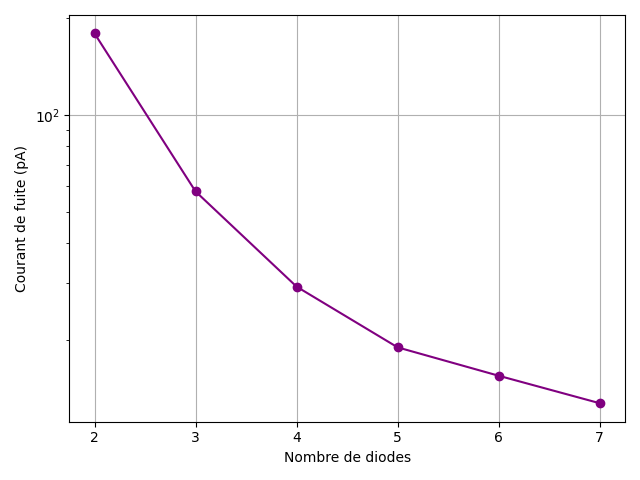 Courant de fuite (pA)
10²
2 3 4 5 6 7
Nombre de diodes